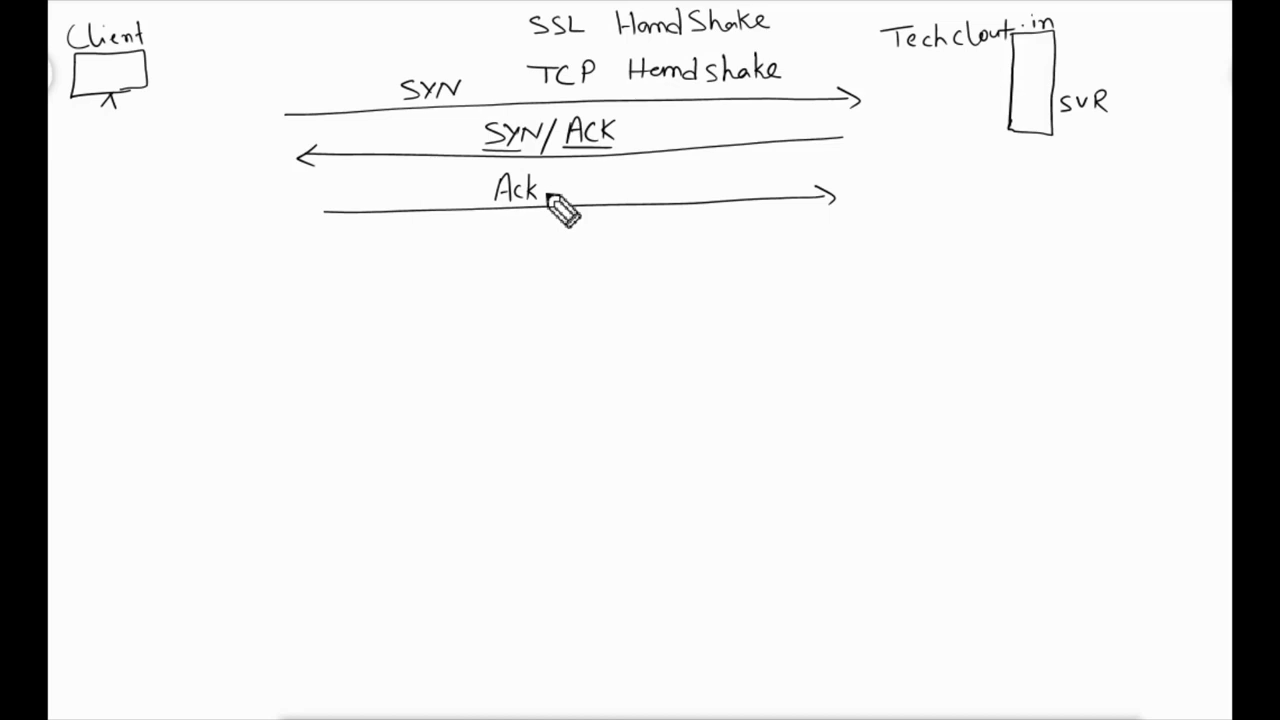 Client
SSL HandShake
Techclout.in
TCP Handshake
SYN
SVR
SYN/ACK
Ack